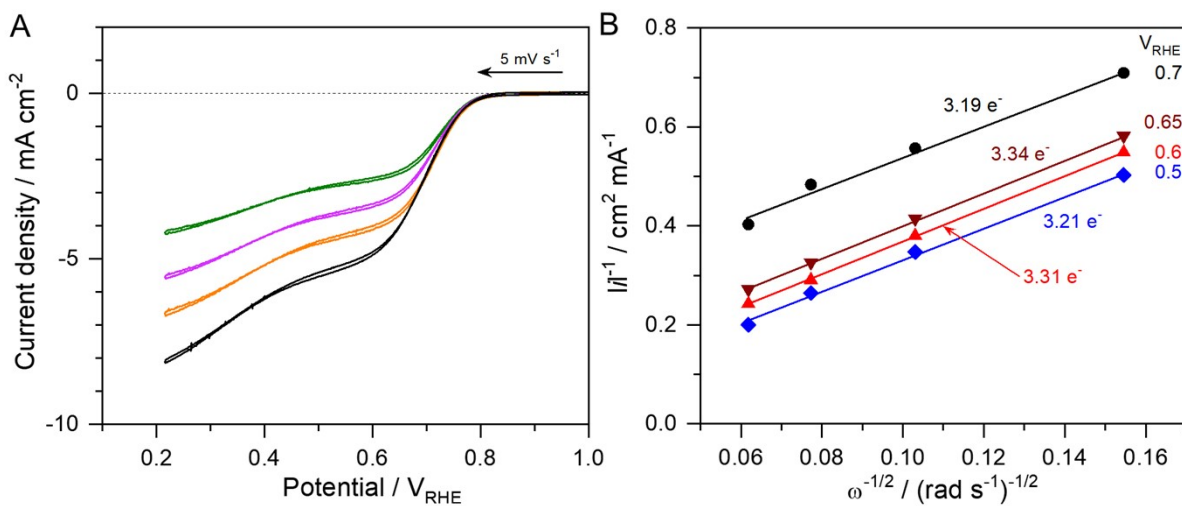 A
5 mV s⁻¹
0
-5
-10
Current density / mA cm⁻²
0.2 0.4 0.6 0.8 1.0
Potential / V_RHE
B
0.8
0.6
0.4
0.2
0.0
|i|⁻¹ / cm² mA⁻¹
V_RHE
0.7
0.65
0.6
0.5
3.19 e⁻
3.34 e⁻
3.21 e⁻
3.31 e⁻
0.06 0.08 0.10 0.12 0.14 0.16
ω⁻¹/² / (rad s⁻¹)⁻¹/²